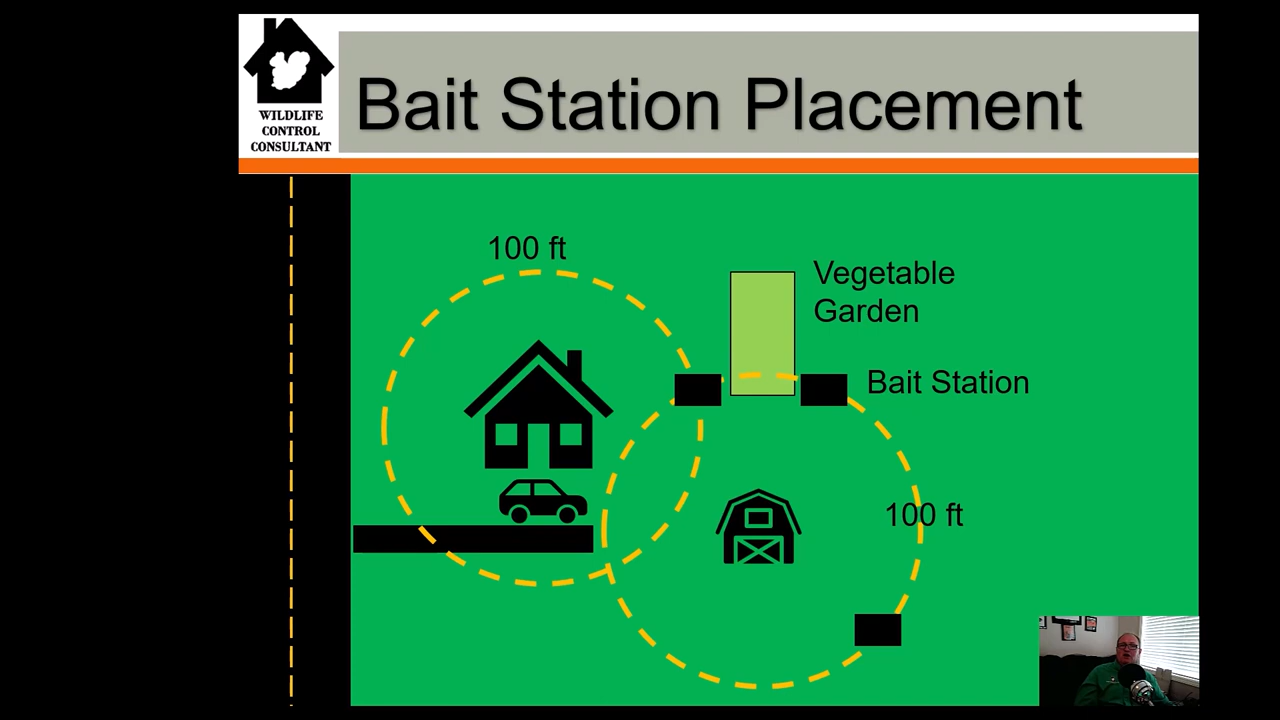 WILDLIFE
CONTROL
CONSULTANT
Bait Station Placement
100 ft
Vegetable
Garden
Bait Station
100 ft